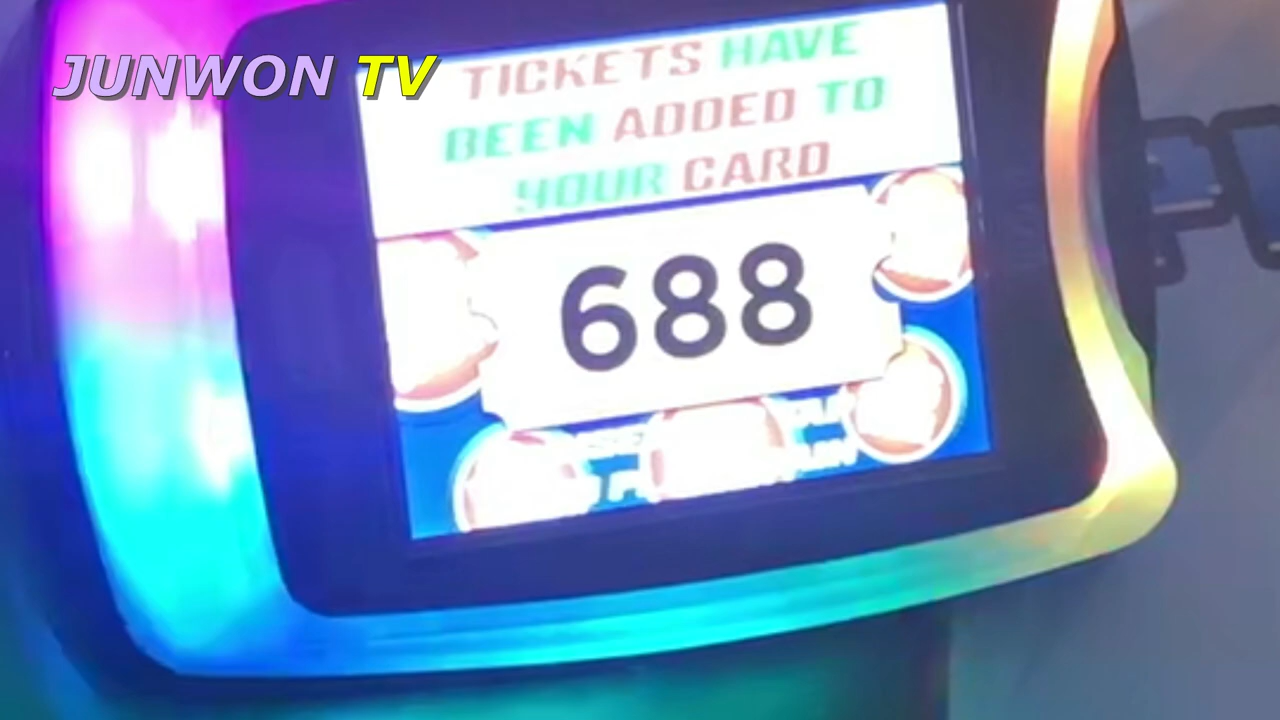 JUNWON TV
TICKETS HAVE
BEEN ADDED TO
YOUR CARD
688